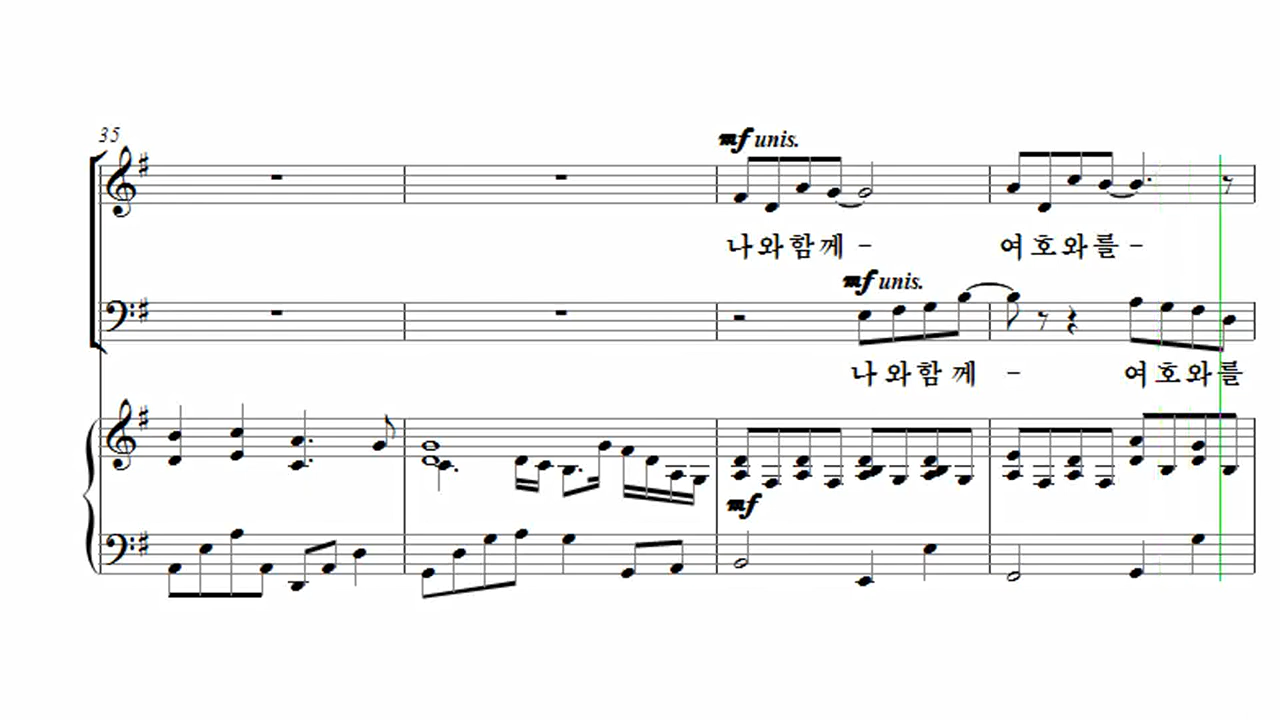 35
mf unis.
나와함께 -
여호와를 -
mf unis.
나와함께 -
여호와를
mf